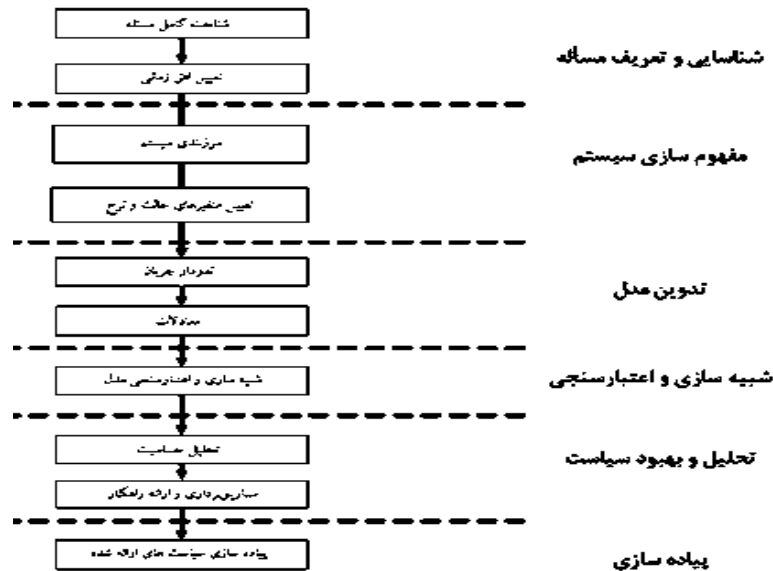 شناخت کامل مسئله
شناسایی و تعریف مسأله
تعیین افق زمانی
مرزبندی سیستم
مفهوم سازی سیستم
تعیین متغیرهای حالت و نرخ
نمودار جریان
تدوین مدل
معادلات
شبیه سازی و اعتبارسنجی مدل
شبیه سازی و اعتبارسنجی
تحلیل حساسیت
تحلیل و بهبود سیاست
سناریوپردازی و ارائه راهکار
پیاده سازی سیاست های ارائه شده
پیاده سازی